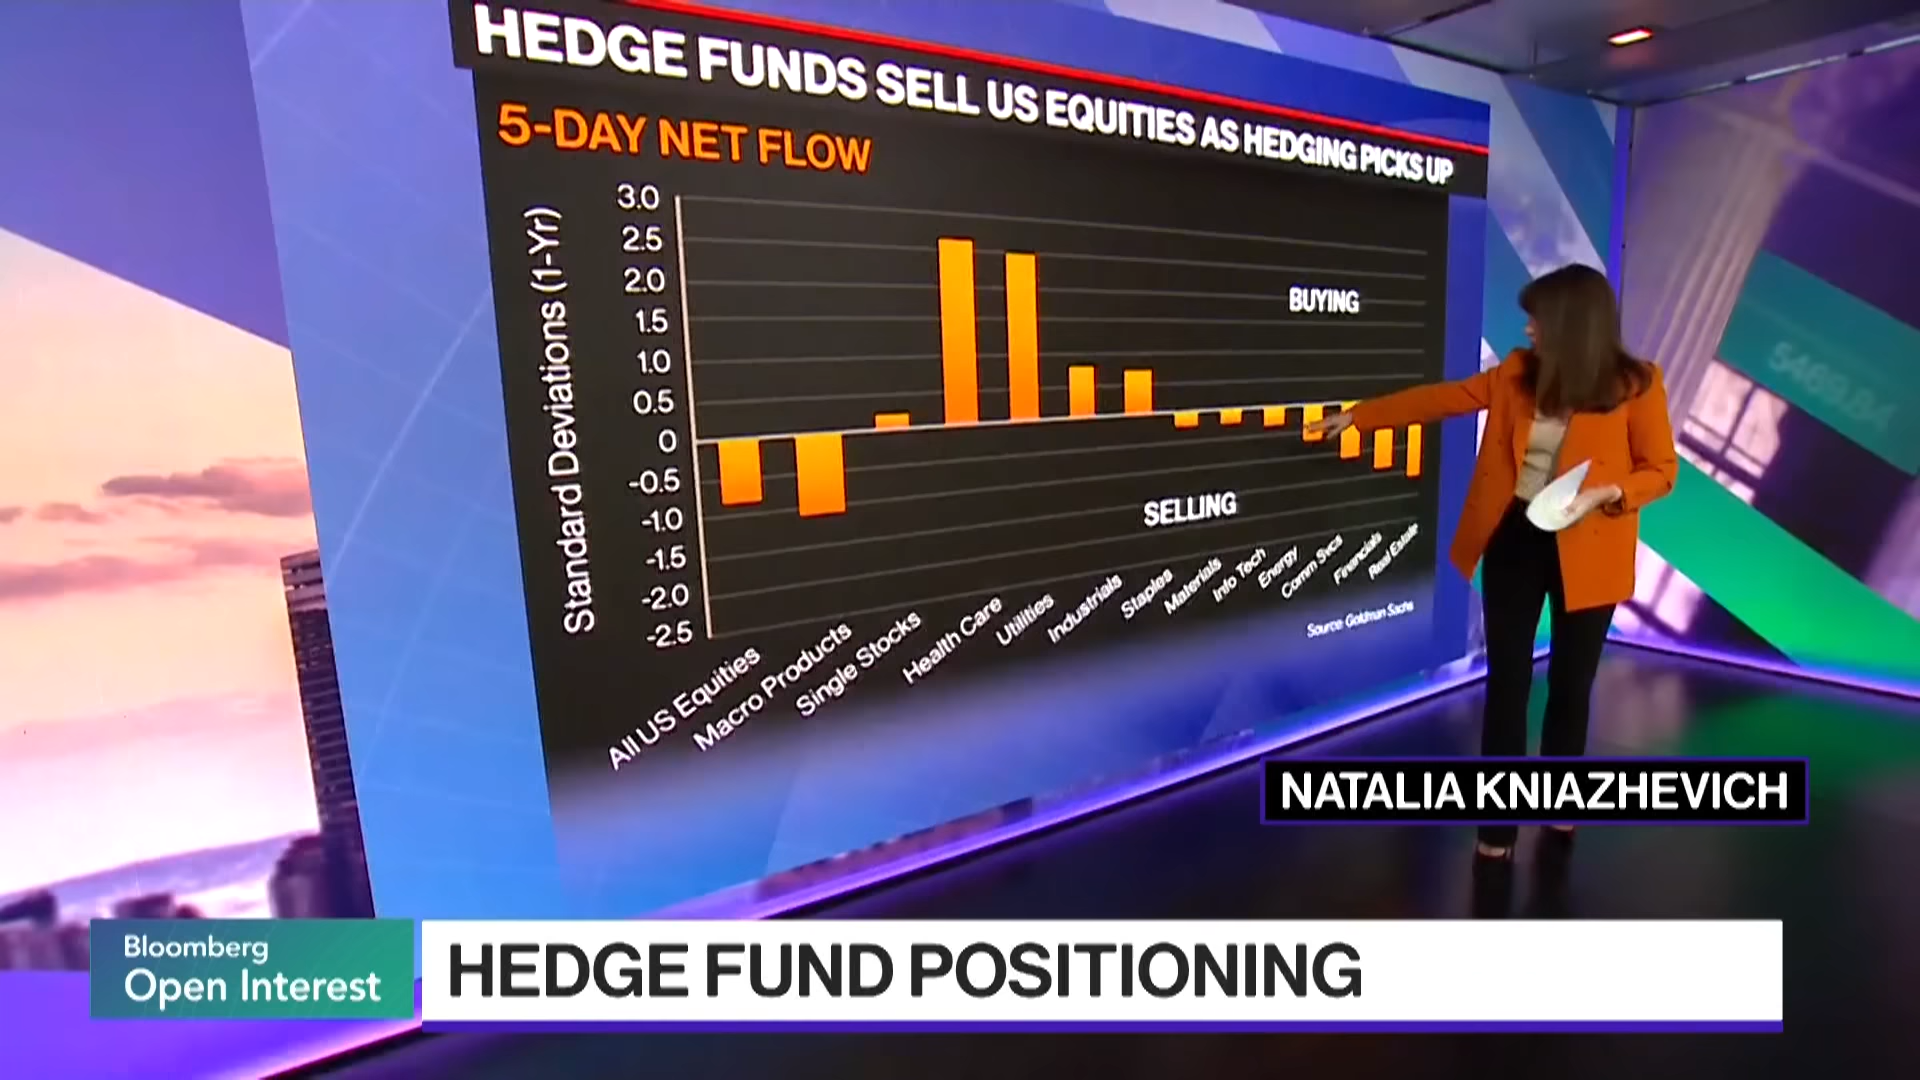 HEDGE FUNDS SELL US EQUITIES AS HEDGING PICKS UP
5-DAY NET FLOW
Standard Deviations (1-Yr)
3.0
2.5
2.0
1.5
1.0
0.5
0
-0.5
-1.0
-1.5
-2.0
-2.5
BUYING
SELLING
All US Equities
Macro Products
Single Stocks
Health Care
Utilities
Industrials
Staples
Materials
Info Tech
Energy
Comm Svcs
Financials
Real Estate
Source: Goldman Sachs
5469.84
NATALIA KNIAZHEVICH
Bloomberg
Open Interest
HEDGE FUND POSITIONING